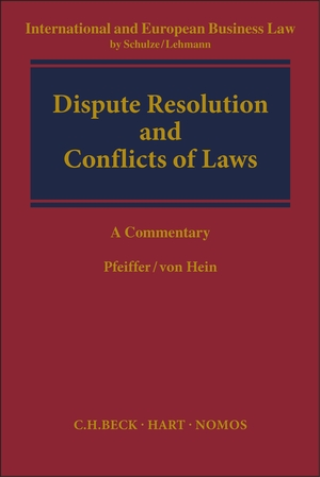 International and European Business Law
by Schulze/Lehmann
Dispute Resolution
and
Conflicts of Laws
A Commentary
Pfeiffer/von Hein
C.H.BECK · HART · NOMOS